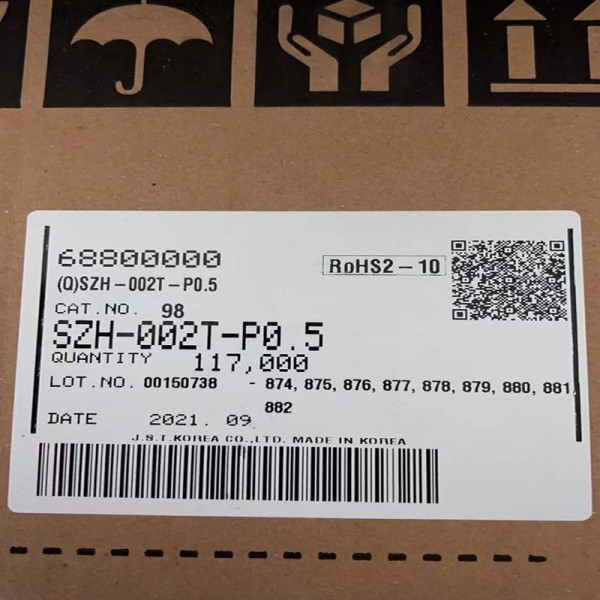 68800000
RoHS2-10
(Q)SZH-002T-P0.5
CAT.NO. 98
SZH-002T-P0.5
QUANTITY 117,000
LOT.NO. 00150738 - 874, 875, 876, 877, 878, 879, 880, 881,
882
DATE 2021. 09
J.S.T.KOREA CO.,LTD. MADE IN KOREA